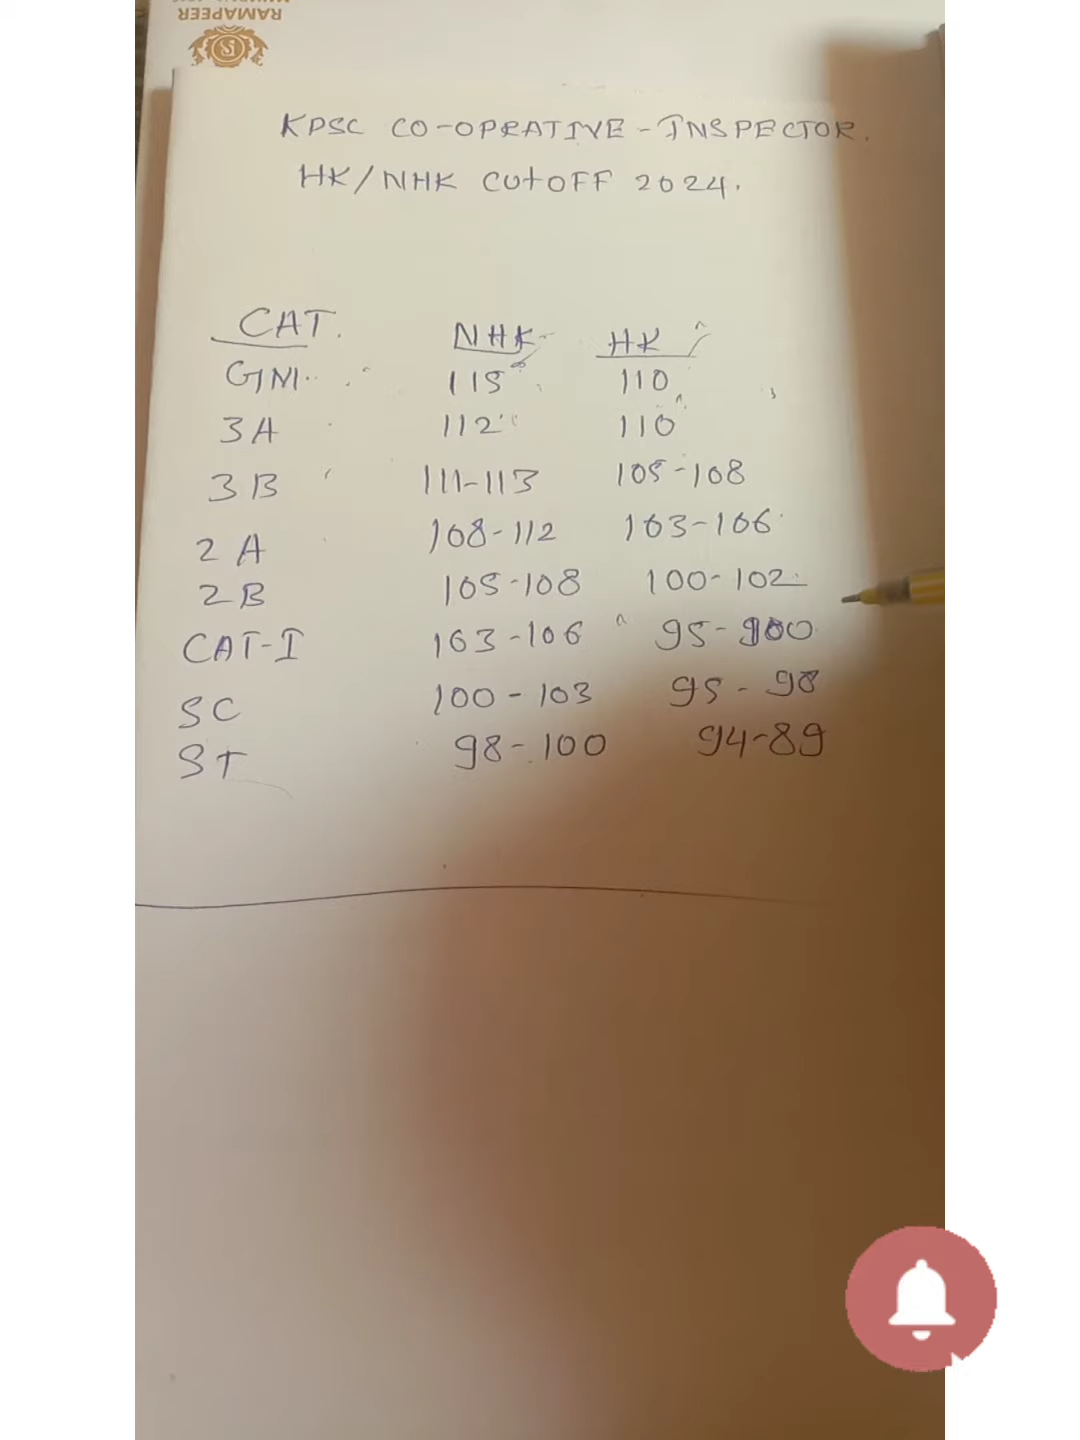 RAMAPEER
KPSC CO-OPRATIVE-INSPECTOR.
HK/NHK CUTOFF 2024.
CAT. NHK HK
GM 115 110
3A 112 110
3B 111-113 105-108
2A 108-112 103-106
2B 105-108 100-102
CAT-I 103-106 95-100
SC 100-103 95-98
ST 98-100 94-89